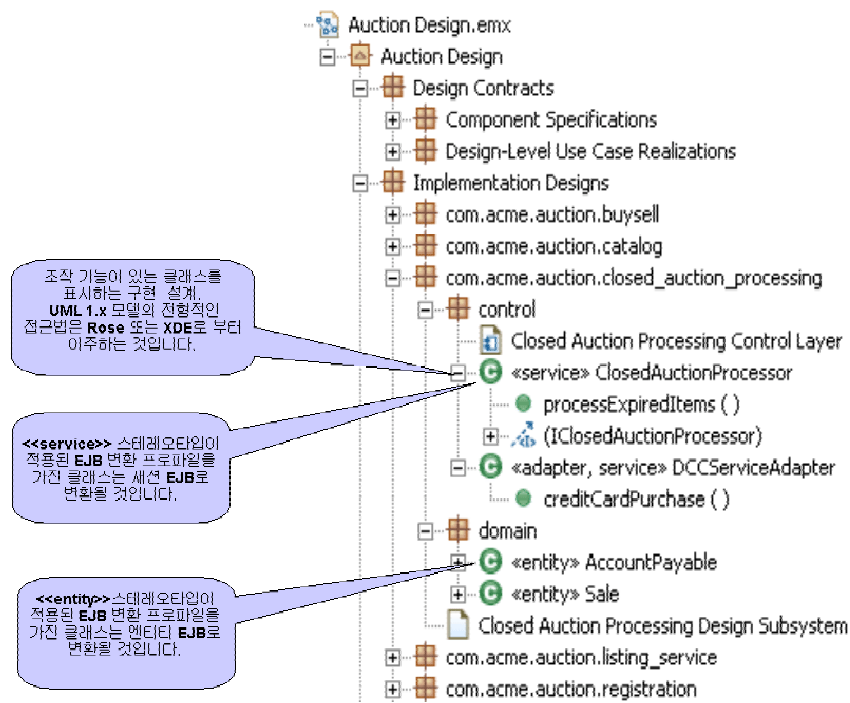 Auction Design.emx
Auction Design
Design Contracts
Component Specifications
Design-Level Use Case Realizations
Implementation Designs
com.acme.auction.buysell
com.acme.auction.catalog
com.acme.auction.closed_auction_processing
control
Closed Auction Processing Control Layer
«service» ClosedAuctionProcessor
processExpiredItems ( )
(IClosedAuctionProcessor)
«adapter, service» DCCServiceAdapter
creditCardPurchase ( )
domain
«entity» AccountPayable
«entity» Sale
Closed Auction Processing Design Subsystem
com.acme.auction.listing_service
com.acme.auction.registration
조작 기능이 있는 클래스를
표시하는 구현 설계.
UML 1.x 모델의 전형적인
접근법은 Rose 또는 XDE로 부터
이주하는 것입니다.
<<service>> 스테레오타입이
적용된 EJB 변환 프로파일을
가진 클래스는 세션 EJB로
변환될 것입니다.
<<entity>>스테레오타입이
적용된 EJB 변환 프로파일을
가진 클래스는 엔티티 EJB로
변환될 것입니다.